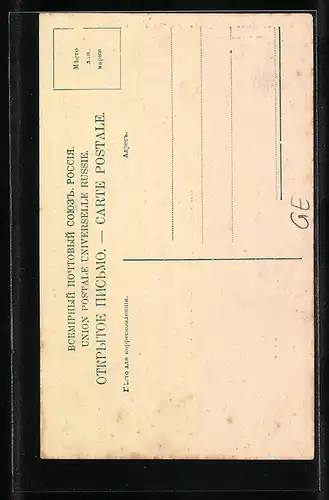 ВСЕМІРНЫЙ ПОЧТОВЫЙ СОЮЗЪ. РОССІЯ.
UNION POSTALE UNIVERSELLE RUSSIE.
ОТКРЫТОЕ ПИСЬМО. — CARTE POSTALE.
Мѣсто
для
марки
Мѣсто для корреспонденціи.
Адресъ.
GE